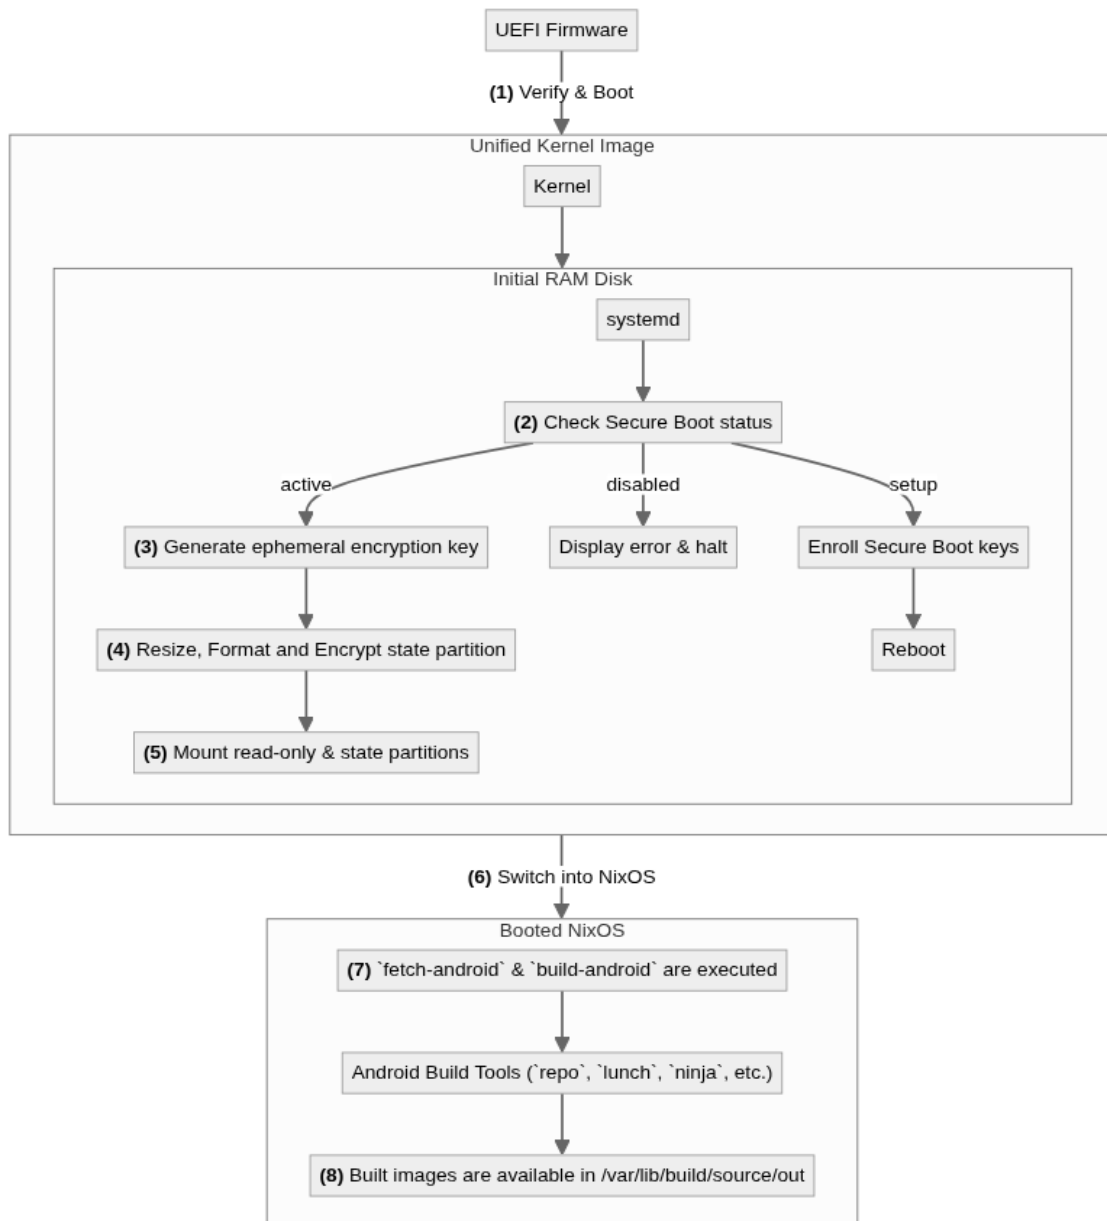 UEFI Firmware
(1) Verify & Boot
Unified Kernel Image
Kernel
Initial RAM Disk
systemd
(2) Check Secure Boot status
active
disabled
setup
(3) Generate ephemeral encryption key
Display error & halt
Enroll Secure Boot keys
(4) Resize, Format and Encrypt state partition
Reboot
(5) Mount read-only & state partitions
(6) Switch into NixOS
Booted NixOS
(7) `fetch-android` & `build-android` are executed
Android Build Tools (`repo`, `lunch`, `ninja`, etc.)
(8) Built images are available in /var/lib/build/source/out